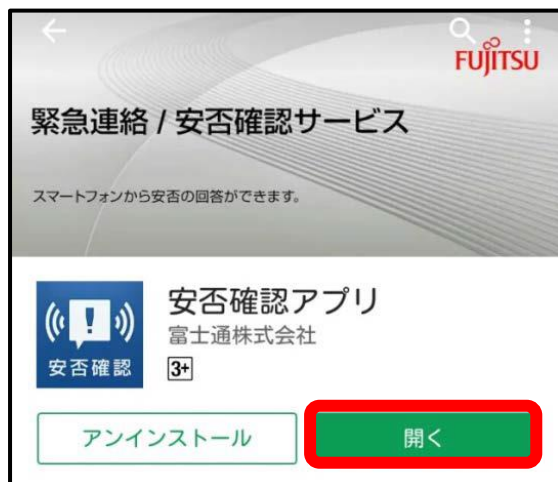 FUJITSU
緊急連絡 / 安否確認サービス
スマートフォンから安否の回答ができます。
安否確認アプリ
富士通株式会社
安否確認
3+
アンインストール
開く